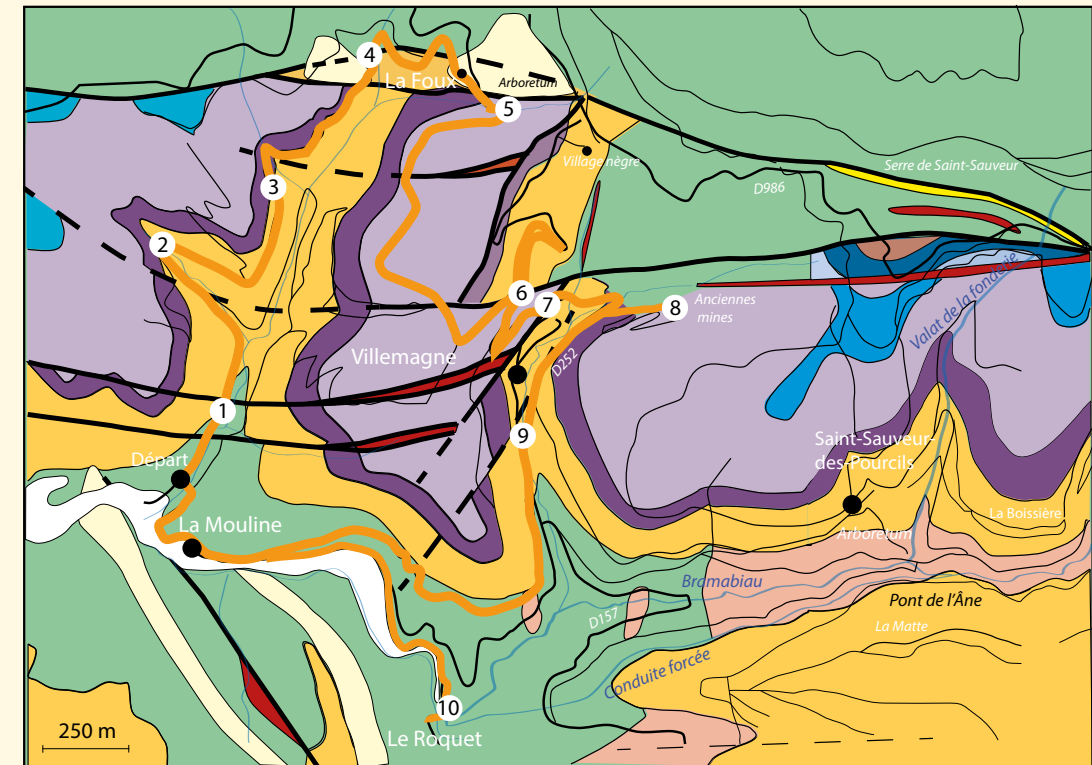 4
La Foux
Arboretum
5
Village nègre
Serre de Saint-Sauveur
D986
3
2
6
7
8
Anciennes
mines
Valat de la fonderie
Villemagne
D252
1
9
Départ
Saint-Sauveur-
des-Pourcils
La Mouline
La Boissière
Arboretum
Bramabiau
Pont de l'Âne
D157
La Matte
Conduite forcée
10
250 m
Le Roquet